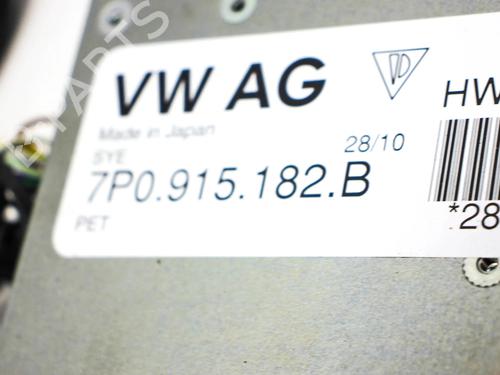 VW AG
HW
Made in Japan
SYE
28/10
7P0.915.182.B
PET
*28